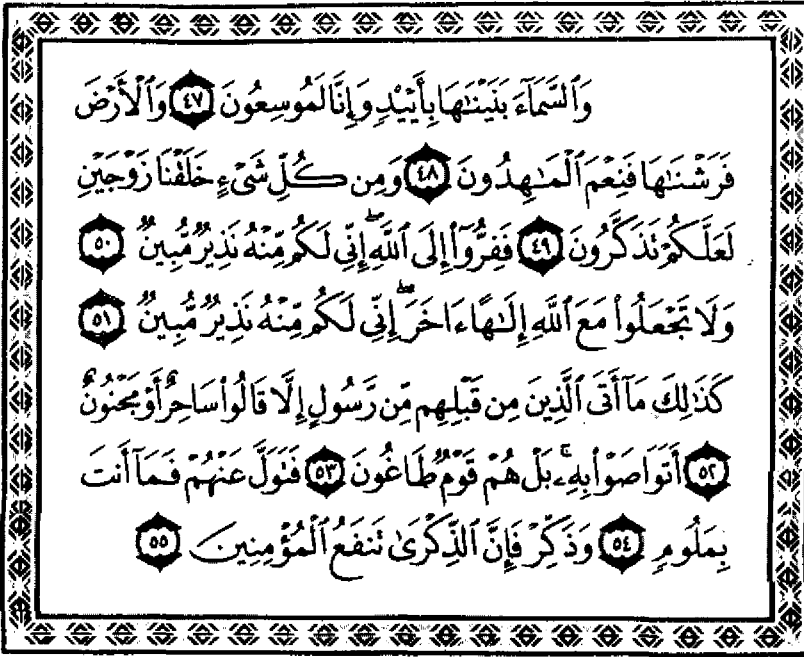 وَٱلسَّمَآءَ بَنَيْنَٰهَا بِأَيْي۟دٍ وَإِنَّا لَمُوسِعُونَ ٤٧ وَٱلْأَرْضَ
فَرَشْنَٰهَا فَنِعْمَ ٱلْمَٰهِدُونَ ٤٨ وَمِن كُلِّ شَىْءٍ خَلَقْنَا زَوْجَيْنِ
لَعَلَّكُمْ تَذَكَّرُونَ ٤٩ فَفِرُّوٓا۟ إِلَى ٱللَّهِ ۖ إِنِّى لَكُم مِّنْهُ نَذِيرٌ مُّبِينٌ ٥٠
وَلَا تَجْعَلُوا۟ مَعَ ٱللَّهِ إِلَٰهًا ءَاخَرَ ۖ إِنِّى لَكُم مِّنْهُ نَذِيرٌ مُّبِينٌ ٥١
كَذَٰلِكَ مَآ أَتَى ٱلَّذِينَ مِن قَبْلِهِم مِّن رَّسُولٍ إِلَّا قَالُوا۟ سَاحِرٌ أَوْ مَجْنُونٌ
٥٢ أَتَوَاصَوْا۟ بِهِۦ ۚ بَلْ هُمْ قَوْمٌ طَاغُونَ ٥٣ فَتَوَلَّ عَنْهُمْ فَمَآ أَنتَ
بِمَلُومٍ ٥٤ وَذَكِّرْ فَإِنَّ ٱلذِّكْرَىٰ تَنفَعُ ٱلْمُؤْمِنِينَ ٥٥